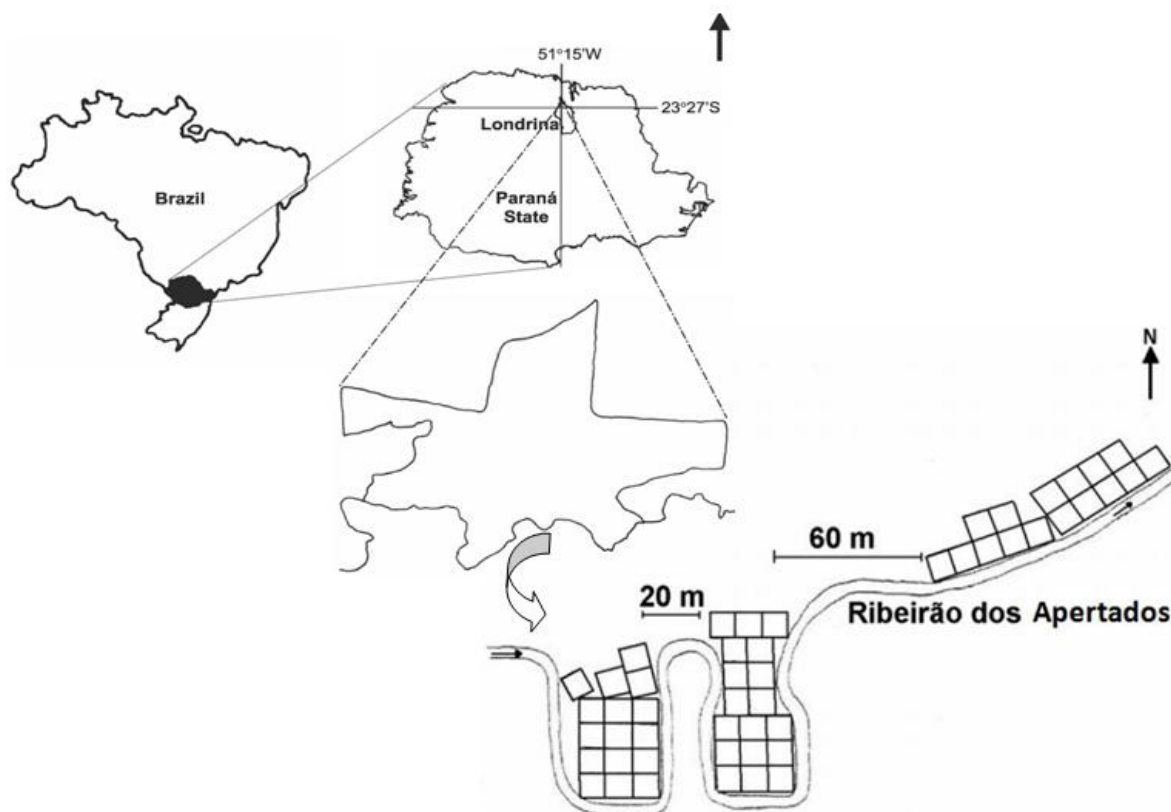 51°15'W
23°27'S
Londrina
Brazil
Paraná
State
N
60 m
20 m
Ribeirão dos Apertados